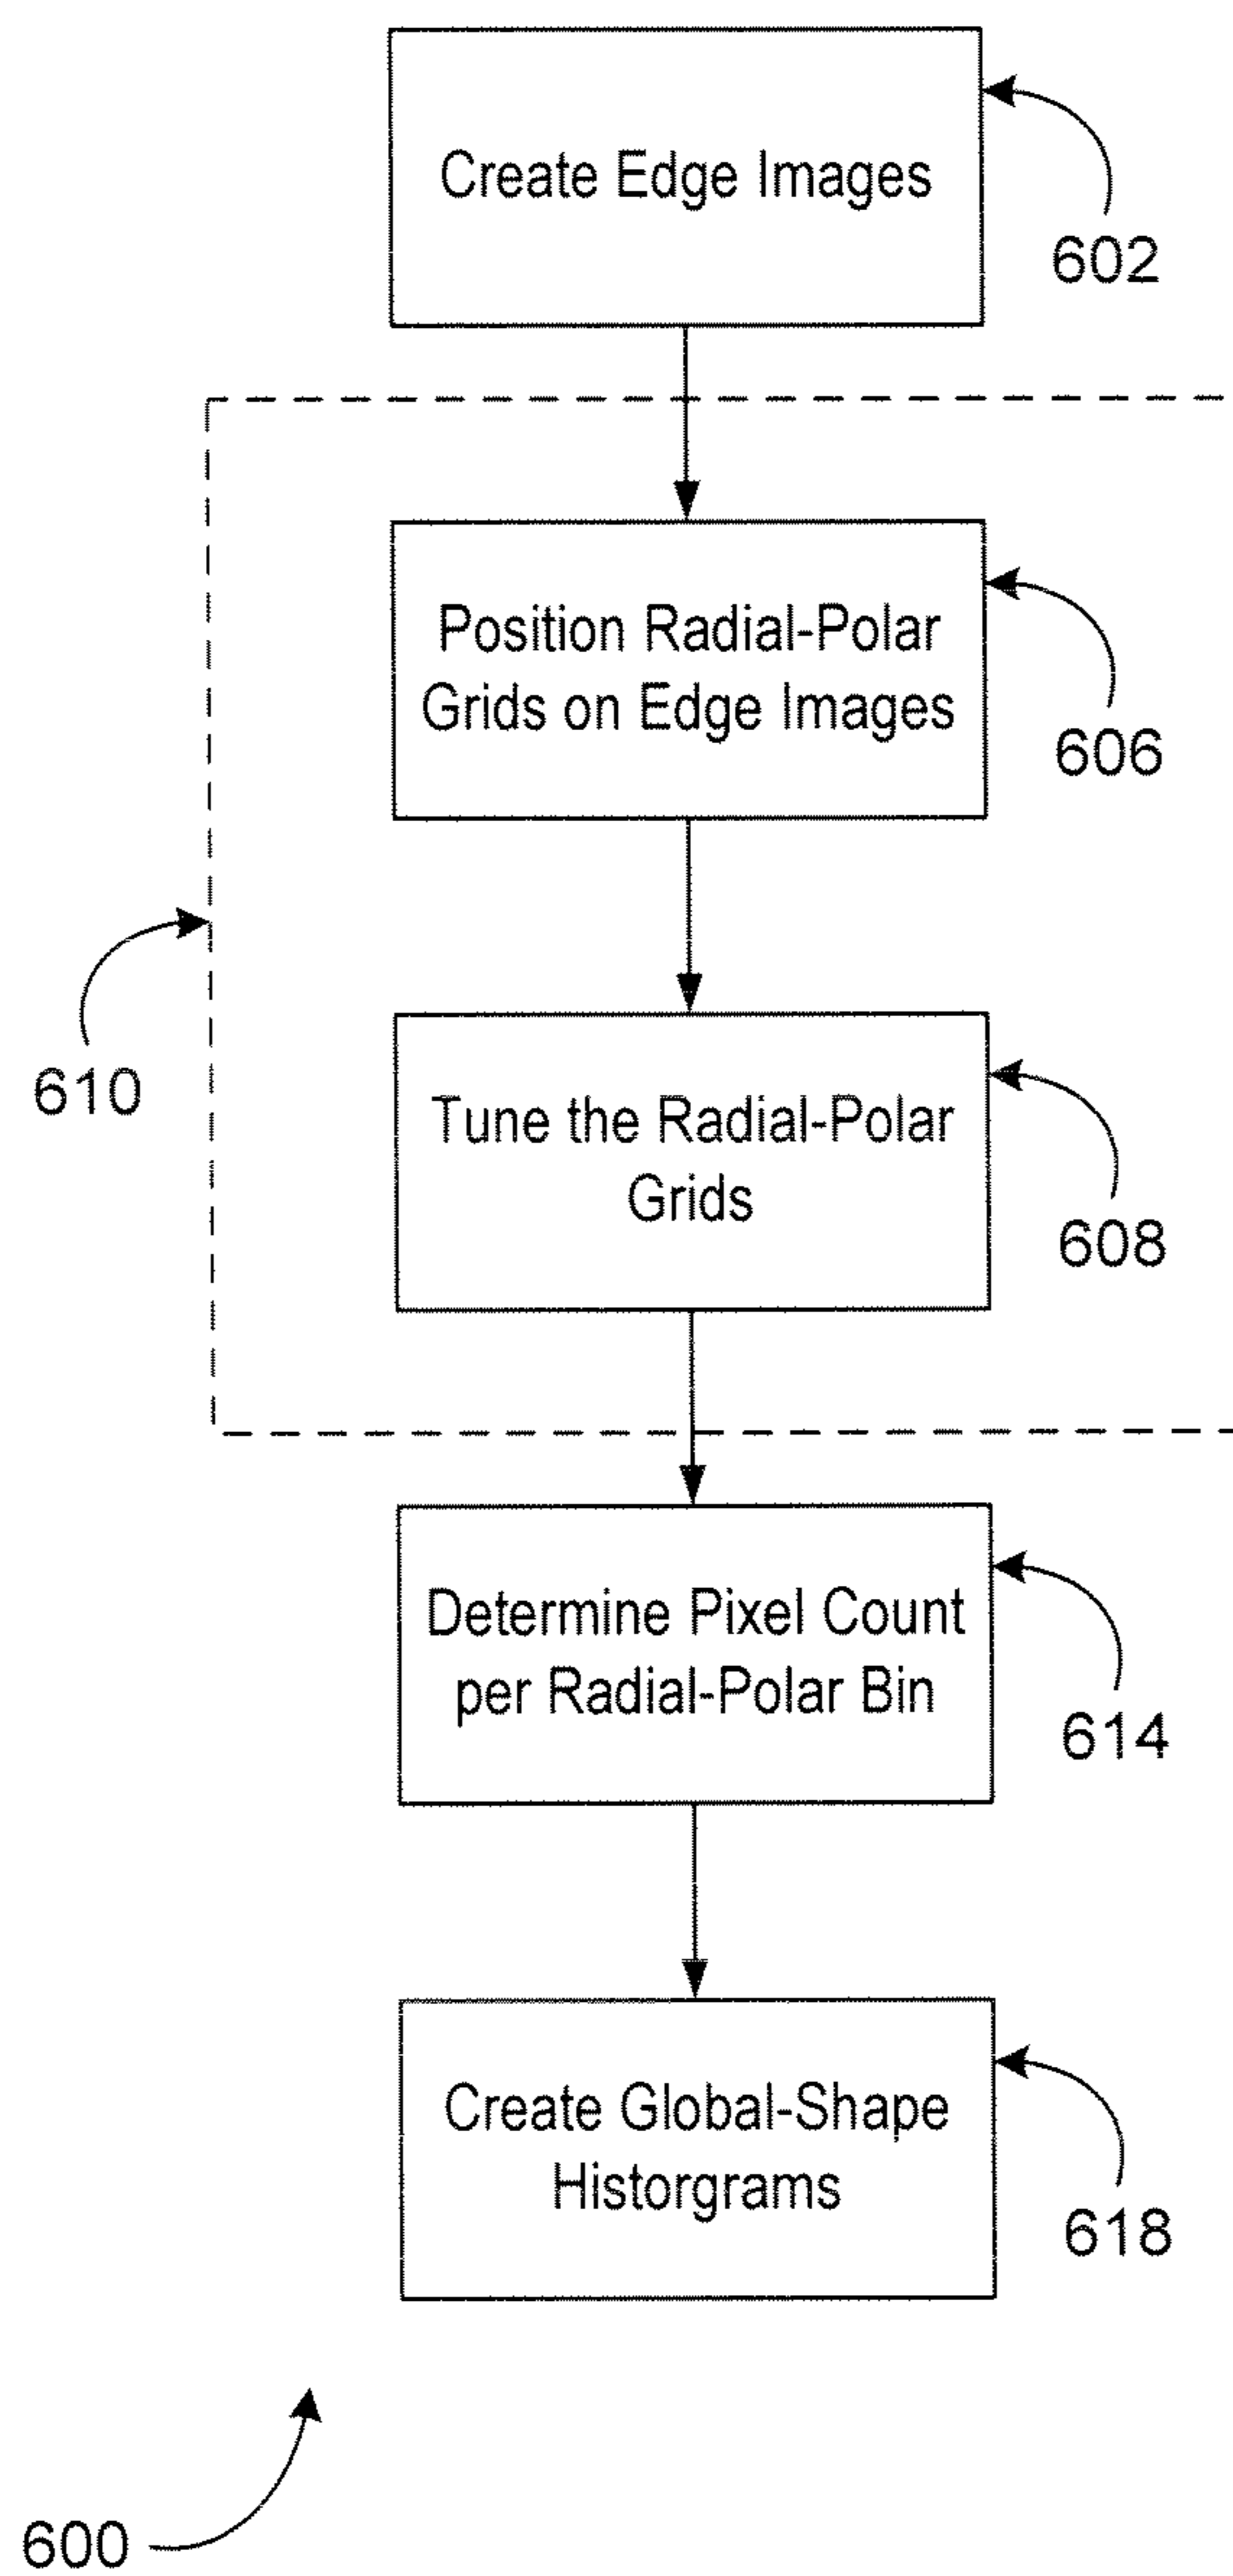 Create Edge Images
602
Position Radial-Polar
Grids on Edge Images
606
610
Tune the Radial-Polar
Grids
608
Determine Pixel Count
per Radial-Polar Bin
614
Create Global-Shape
Historgrams
618
600